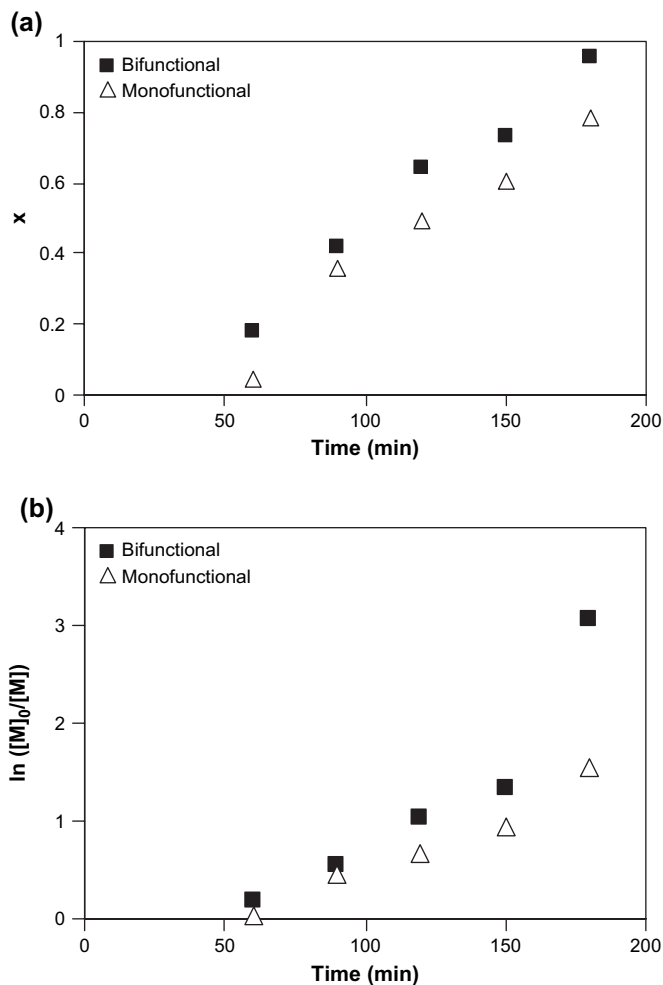 (a)
1
Bifunctional
Monofunctional
0.8
0.6
x
0.4
0.2
0
0 50 100 150 200
Time (min)
(b)
4
Bifunctional
Monofunctional
3
ln ([M]₀/[M])
2
1
0
0 50 100 150 200
Time (min)